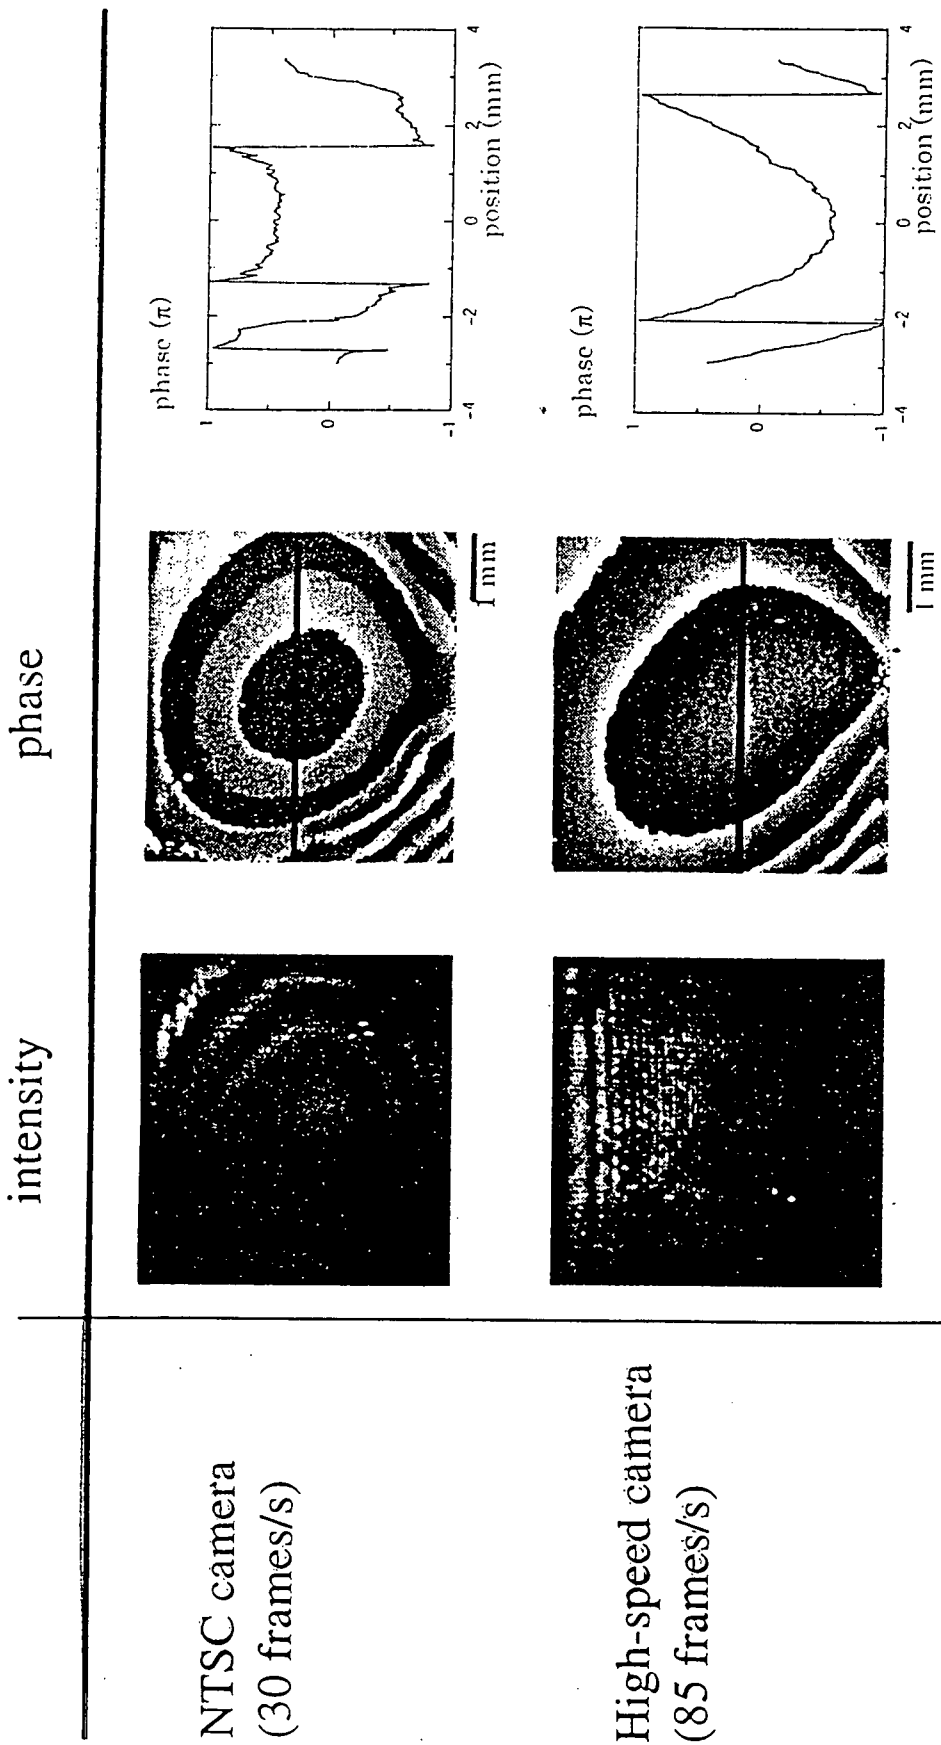 intensity
phase
NTSC camera
(30 frames/s)
1 mm
phase (π)
1
0
-1
-4
-2
0
2
4
position (mm)
High-speed camera
(85 frames/s)
1 mm
phase (π)
1
0
-1
-4
-2
0
2
4
position (mm)